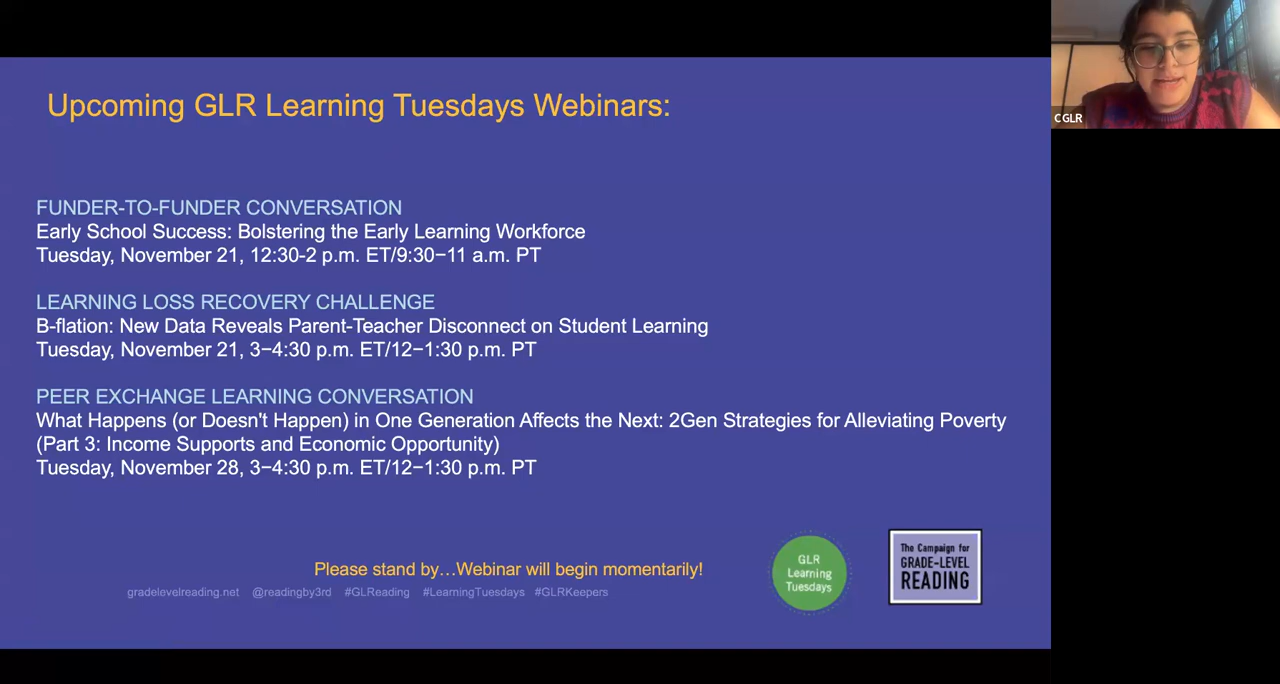 Upcoming GLR Learning Tuesdays Webinars:
CGLR
FUNDER-TO-FUNDER CONVERSATION
Early School Success: Bolstering the Early Learning Workforce
Tuesday, November 21, 12:30-2 p.m. ET/9:30–11 a.m. PT
LEARNING LOSS RECOVERY CHALLENGE
B-flation: New Data Reveals Parent-Teacher Disconnect on Student Learning
Tuesday, November 21, 3–4:30 p.m. ET/12–1:30 p.m. PT
PEER EXCHANGE LEARNING CONVERSATION
What Happens (or Doesn't Happen) in One Generation Affects the Next: 2Gen Strategies for Alleviating Poverty
(Part 3: Income Supports and Economic Opportunity)
Tuesday, November 28, 3–4:30 p.m. ET/12–1:30 p.m. PT
Please stand by…Webinar will begin momentarily!
gradelevelreading.net @readingby3rd #GLReading #LearningTuesdays #GLRKeepers
GLR
Learning
Tuesdays
The Campaign for
GRADE-LEVEL
READING